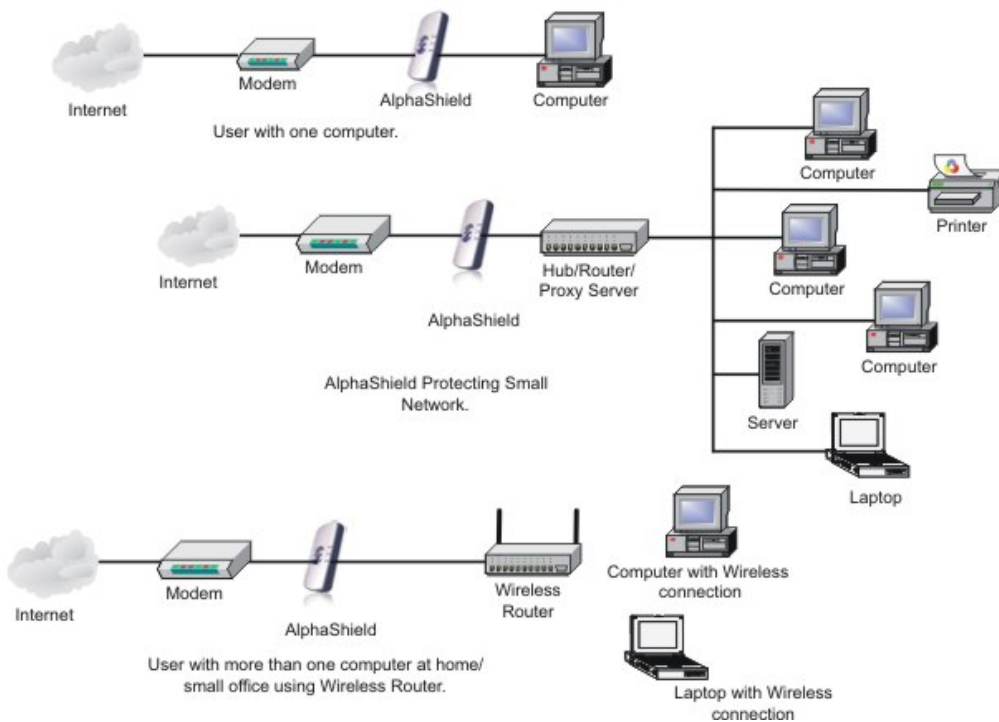 Internet
Modem
AlphaShield
Computer
User with one computer.
Internet
Modem
AlphaShield
Hub/Router/
Proxy Server
Computer
Printer
Computer
Computer
Server
Laptop
AlphaShield Protecting Small
Network.
Internet
Modem
AlphaShield
Wireless
Router
Computer with Wireless
connection
Laptop with Wireless
connection
User with more than one computer at home/
small office using Wireless Router.